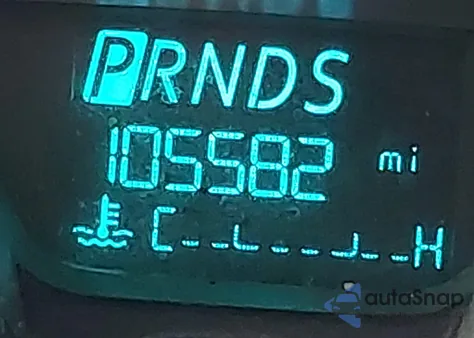 PRNDS
105582 mi
C H
autoSnap